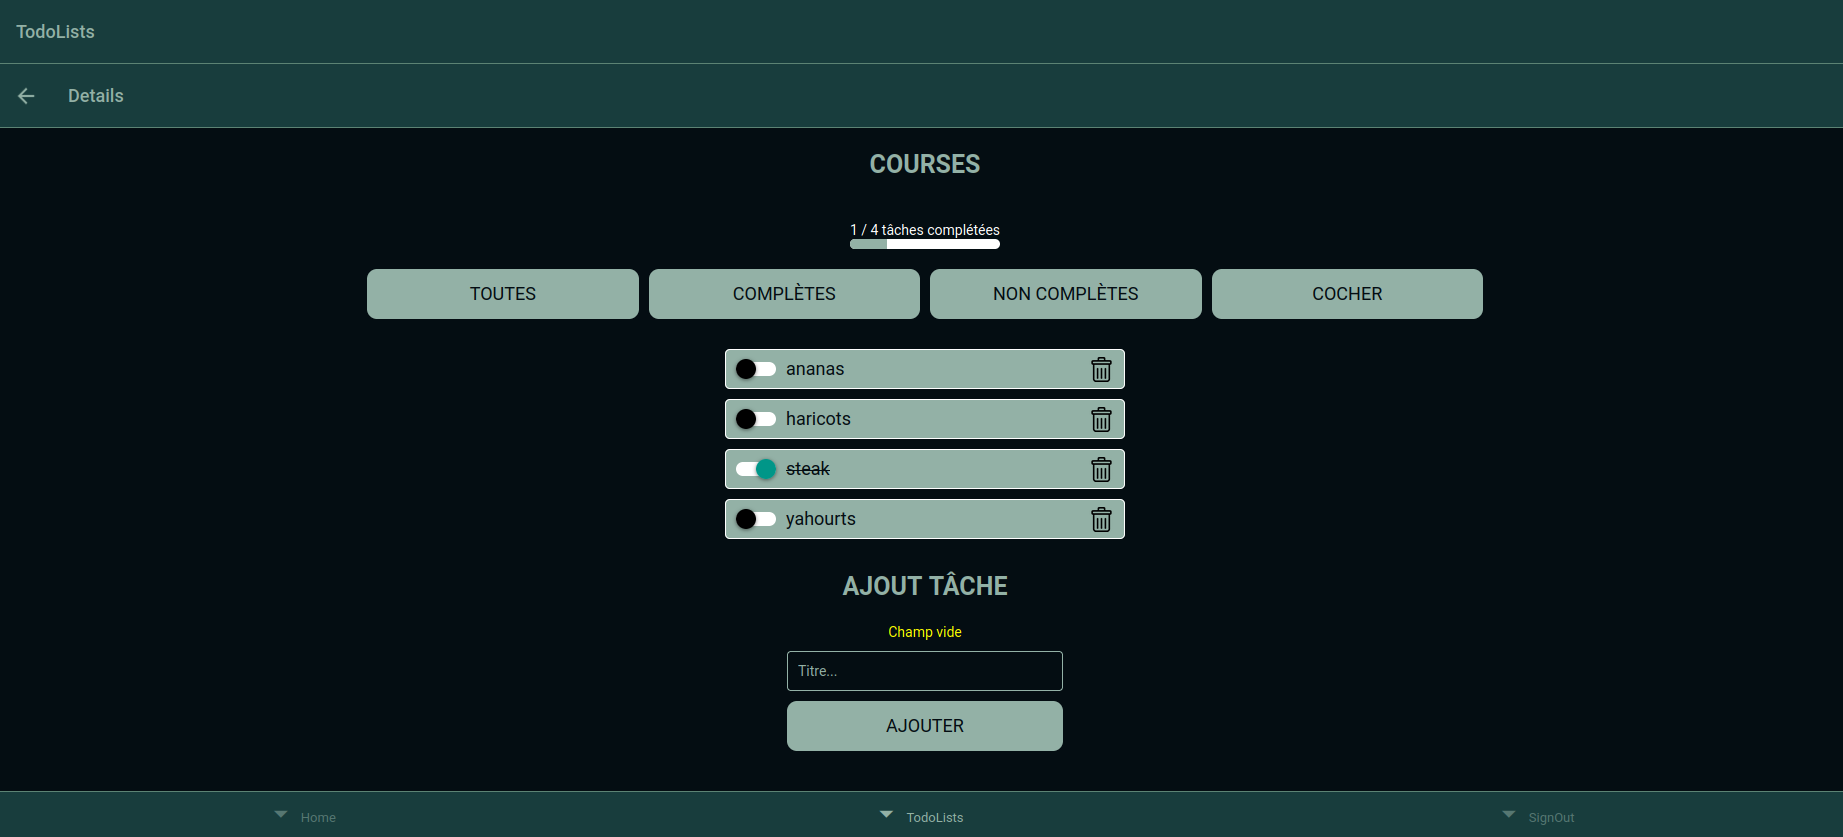 TodoLists
Details
COURSES
1 / 4 tâches complétées
TOUTES COMPLÈTES NON COMPLÈTES COCHER
ananas
haricots
steak
yahourts
AJOUT TÂCHE
Champ vide
Titre...
AJOUTER
Home TodoLists SignOut